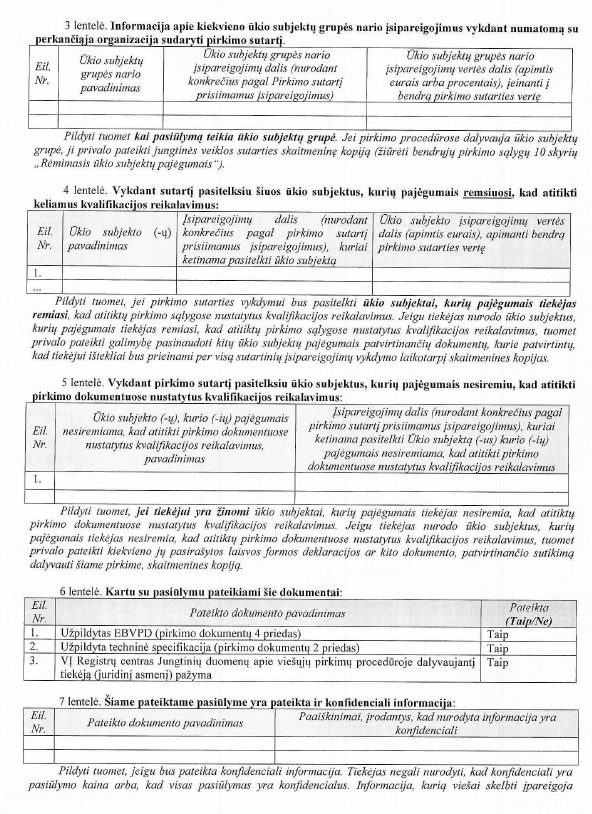 3 lentelė. Informacija apie kiekvieno ūkio subjektų grupės nario įsipareigojimus vykdant numatomą su
perkančiąja organizacija sudaryti pirkimo sutartį.
Eil. Nr.
Ūkio subjektų grupės nario pavadinimas
Ūkio subjektų grupės nario įsipareigojimų dalis (nurodant konkrečius pagal Pirkimo sutartį prisiimamus įsipareigojimus)
Ūkio subjektų grupės nario įsipareigojimų vertės dalis (apimtis eurais arba procentais), įeinanti į bendrą pirkimo sutarties vertę
Pildyti tuomet kai pasiūlymą teikia ūkio subjektų grupė. Jei pirkimo procedūrose dalyvauja ūkio subjektų
grupė, ji privalo pateikti jungtinės veiklos sutarties skaitmeninę kopiją (žiūrėti bendrųjų pirkimo sąlygų 10 skyrių
„Rėmimasis ūkio subjektų pajėgumais“).
4 lentelė. Vykdant sutartį pasitelksiu šiuos ūkio subjektus, kurių pajėgumais remsiuosi, kad atitikti
keliamus kvalifikacijos reikalavimus:
Eil. Nr.
Ūkio subjekto (-ų) pavadinimas
Įsipareigojimų dalis (nurodant konkrečius pagal pirkimo sutartį prisiimamus įsipareigojimus), kuriai ketinama pasitelkti ūkio subjektą
Ūkio subjekto įsipareigojimų vertės dalis (apimtis eurais), apimanti bendrą pirkimo sutarties vertę
1.
...
Pildyti tuomet, jei pirkimo sutarties vykdymui bus pasitelkti ūkio subjektai, kurių pajėgumais tiekėjas
remiasi, kad atitiktų pirkimo sąlygose nustatytus kvalifikacijos reikalavimus. Jeigu tiekėjas nurodo ūkio subjektus,
kurių pajėgumais tiekėjas remiasi, kad atitiktų pirkimo sąlygose nustatytus kvalifikacijos reikalavimus, tuomet
privalo pateikti galimybę pasinaudoti kitų ūkio subjektų pajėgumais patvirtinančių dokumentų, kurie patvirtintų,
kad tiekėjui ištekliai bus prieinami per visą sutartinių įsipareigojimų vykdymo laikotarpį skaitmenines kopijas.
5 lentelė. Vykdant pirkimo sutartį pasitelksiu ūkio subjektus, kurių pajėgumais nesiremiu, kad atitikti
pirkimo dokumentuose nustatytus kvalifikacijos reikalavimus:
Eil. Nr.
Ūkio subjekto (-ų), kurio (-ių) pajėgumais nesiremiama, kad atitikti pirkimo dokumentuose nustatytus kvalifikacijos reikalavimus, pavadinimas
Įsipareigojimų dalis (nurodant konkrečius pagal pirkimo sutartį prisiimamus įsipareigojimus), kuriai ketinama pasitelkti Ūkio subjektą (-us) kurio (-ių) pajėgumais nesiremiama, kad atitikti pirkimo dokumentuose nustatytus kvalifikacijos reikalavimus
1.
Pildyti tuomet, jei tiekėjui yra žinomi ūkio subjektai, kurių pajėgumais tiekėjas nesiremia, kad atitiktų
pirkimo dokumentuose nustatytus kvalifikacijos reikalavimus. Jeigu tiekėjas nurodo ūkio subjektus, kurių
pajėgumais tiekėjas nesiremia, kad atitiktų pirkimo dokumentuose nustatytus kvalifikacijos reikalavimus, tuomet
privalo pateikti kiekvieno jų pasirašytos laisvos formos deklaracijos ar kito dokumento, patvirtinančio sutikimą
dalyvauti šiame pirkime, skaitmenines kopiją.
6 lentelė. Kartu su pasiūlymu pateikiami šie dokumentai:
Eil. Nr.
Pateikto dokumento pavadinimas
Pateikta (Taip/Ne)
1. Užpildytas EBVPD (pirkimo dokumentų 4 priedas) Taip
2. Užpildyta techninė specifikacija (pirkimo dokumentų 2 priedas) Taip
3. VĮ Registrų centras Jungtinių duomenų apie viešųjų pirkimų procedūroje dalyvaujantį Taip
tiekėją (juridinį asmenį) pažyma
7 lentelė. Šiame pateiktame pasiūlyme yra pateikta ir konfidenciali informacija:
Eil. Nr.
Pateikto dokumento pavadinimas
Paaiškinimai, įrodantys, kad nurodyta informacija yra konfidenciali
Pildyti tuomet, jeigu bus pateikta konfidenciali informacija. Tiekėjas negali nurodyti, kad konfidenciali yra
pasiūlymo kaina arba, kad visas pasiūlymas yra konfidencialus. Informacija, kurią viešai skelbti įpareigoja